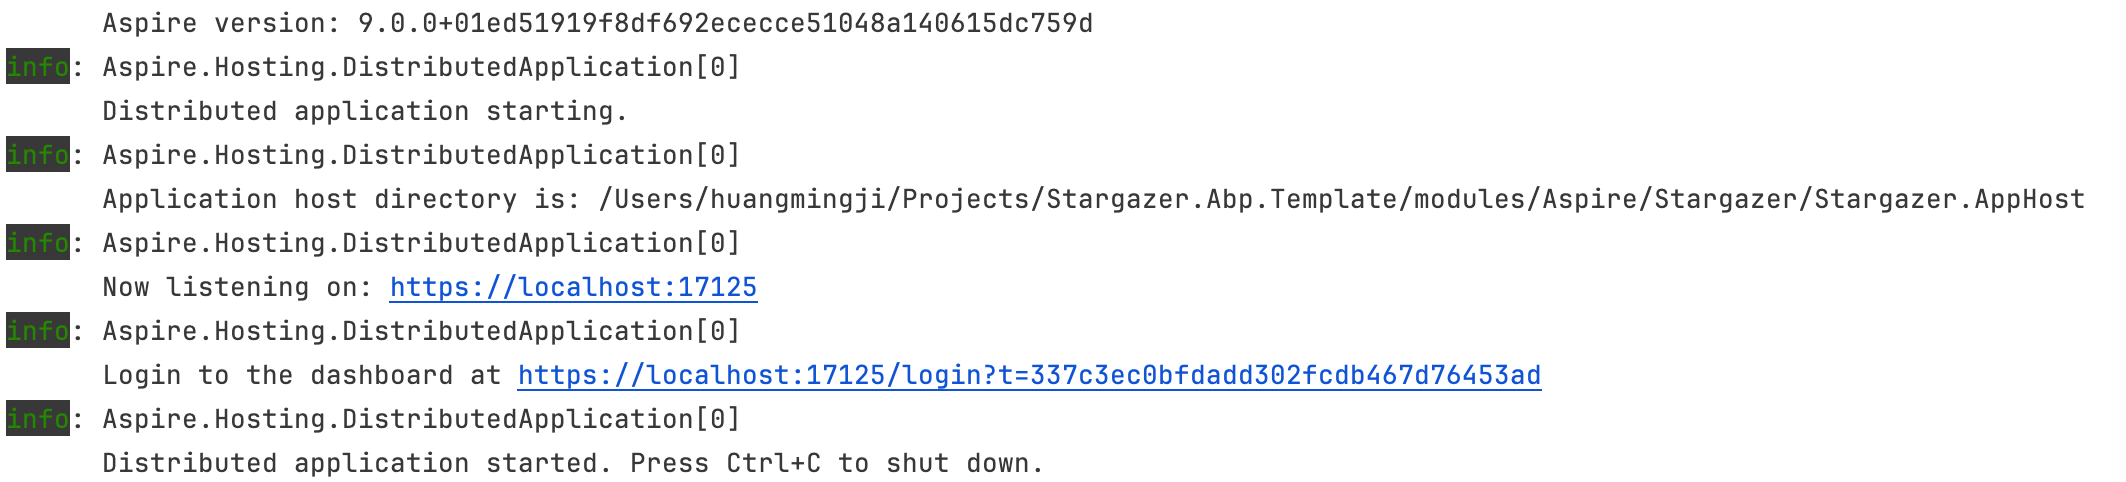 Aspire version: 9.0.0+01ed51919f8df692ececce51048a140615dc759d
info: Aspire.Hosting.DistributedApplication[0]
Distributed application starting.
info: Aspire.Hosting.DistributedApplication[0]
Application host directory is: /Users/huangmingji/Projects/Stargazer.Abp.Template/modules/Aspire/Stargazer/Stargazer.AppHost
info: Aspire.Hosting.DistributedApplication[0]
Now listening on: https://localhost:17125
info: Aspire.Hosting.DistributedApplication[0]
Login to the dashboard at https://localhost:17125/login?t=337c3ec0bfdadd302fcdb467d76453ad
info: Aspire.Hosting.DistributedApplication[0]
Distributed application started. Press Ctrl+C to shut down.